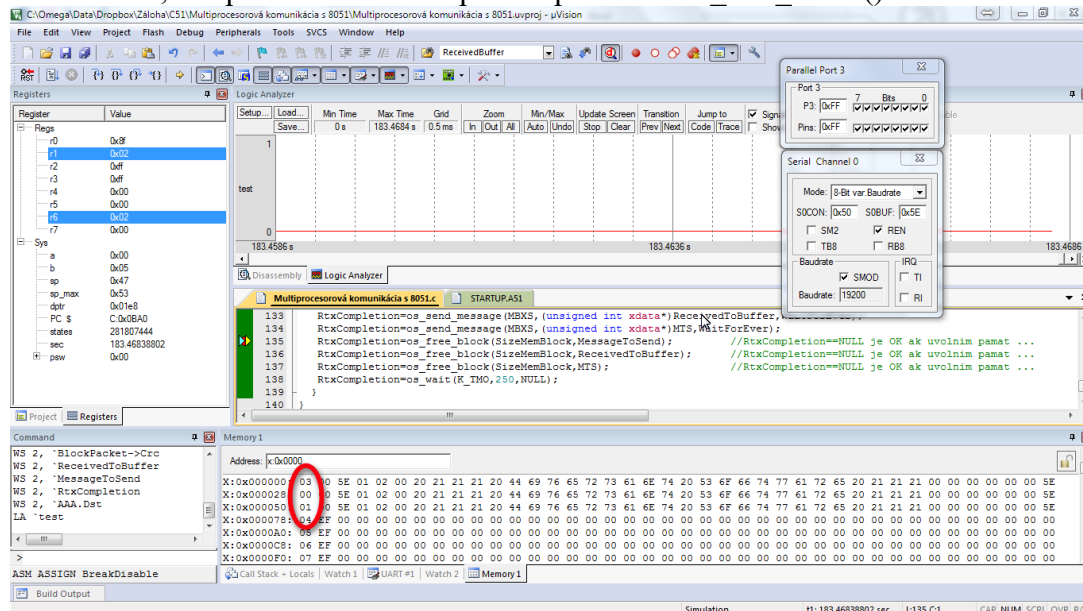 C:\Omega\Data\Dropbox\Záloha\C51\Multiprocesorová komunikácia s 8051\Multiprocesorová komunikácia s 8051.uvproj - µVision
File Edit View Project Flash Debug Peripherals Tools SVCS Window Help
ReceivedBuffer
Registers
Register Value
Regs
r0 0x8f
r1 0x02
r2 0xff
r3 0xff
r4 0x00
r5 0x00
r6 0x02
r7 0x00
Sys
a 0x00
b 0x05
sp 0x47
sp_max 0x53
dptr 0x01e8
PC $ C:0x0BA0
states 281807444
sec 183.46838802
psw 0x00
Project Registers
Logic Analyzer
Setup... Load... Min Time Max Time Grid Zoom Min/Max Update Screen Transition Jump to
Save... 0 s 183.4684 s 0.5 ms In Out All Auto Undo Stop Clear Prev Next Code Trace
1
test
0
183.4586 s 183.4636 s 183.4686
Disassembly Logic Analyzer
Parallel Port 3
Port 3
7 Bits 0
P3: 0xFF
Pins: 0xFF
Serial Channel 0
Mode: 8-Bit var.Baudrate
S0CON: 0x50 S0BUF: 0x5E
SM2 REN
TB8 RB8
Baudrate IRQ
SMOD TI
Baudrate: 19200 RI
Multiprocesorová komunikácia s 8051.c STARTUP.A51
133 RtxCompletion=os_send_message(MBXS,(unsigned int xdata*)ReceivedToBuffer,
134 RtxCompletion=os_send_message(MBXS,(unsigned int xdata*)MTS,WaitForEver);
135 RtxCompletion=os_free_block(SizeMemBlock,MessageToSend); //RtxCompletion==NULL je OK ak uvolnim pamat ...
136 RtxCompletion=os_free_block(SizeMemBlock,ReceivedToBuffer); //RtxCompletion==NULL je OK ak uvolnim pamat ...
137 RtxCompletion=os_free_block(SizeMemBlock,MTS); //RtxCompletion==NULL je OK ak uvolnim pamat ...
138 RtxCompletion=os_wait(K_TMO,250,NULL);
139 }
140 }
Command
WS 2, `BlockPacket->Crc
WS 2, `ReceivedToBuffer
WS 2, `MessageToSend
WS 2, `RtxCompletion
WS 2, `AAA.Dst
LA `test
>
ASM ASSIGN BreakDisable
Memory 1
Address: x:0x0000
X:0x000000: 03 00 5E 01 02 00 20 21 21 21 20 44 69 76 65 72 73 61 6E 74 20 53 6F 66 74 77 61 72 65 20 21 21 21 00 00 00 00 00 00 5E
X:0x000028: 00 00 5E 01 02 00 20 21 21 21 20 44 69 76 65 72 73 61 6E 74 20 53 6F 66 74 77 61 72 65 20 21 21 21 00 00 00 00 00 00 5E
X:0x000050: 00 5E 01 02 00 20 21 21 21 20 44 69 76 65 72 73 61 6E 74 20 53 6F 66 74 77 61 72 65 20 21 21 21 00 00 00 00 00 00 5E
X:0x000078: 04 EF 00 00 00 00 00 00 00 00 00 00 00 00 00 00 00 00 00 00 00 00 00 00 00 00 00 00 00 00 00 00 00 00 00 00 00 00 00 00
X:0x0000A0: 05 EF 00 00 00 00 00 00 00 00 00 00 00 00 00 00 00 00 00 00 00 00 00 00 00 00 00 00 00 00 00 00 00 00 00 00 00 00 00 00
X:0x0000C8: 06 EF 00 00 00 00 00 00 00 00 00 00 00 00 00 00 00 00 00 00 00 00 00 00 00 00 00 00 00 00 00 00 00 00 00 00 00 00 00 00
X:0x0000F0: 07 EF 00 00 00 00 00 00 00 00 00 00 00 00 00 00 00 00 00 00 00 00 00 00 00 00 00 00 00 00 00 00 00 00 00 00 00 00 00 00
Call Stack + Locals Watch 1 UART #1 Watch 2 Memory 1
Build Output
Simulation t1: 183.46838802 sec L:135 C:1 CAP NUM SCRL OVR